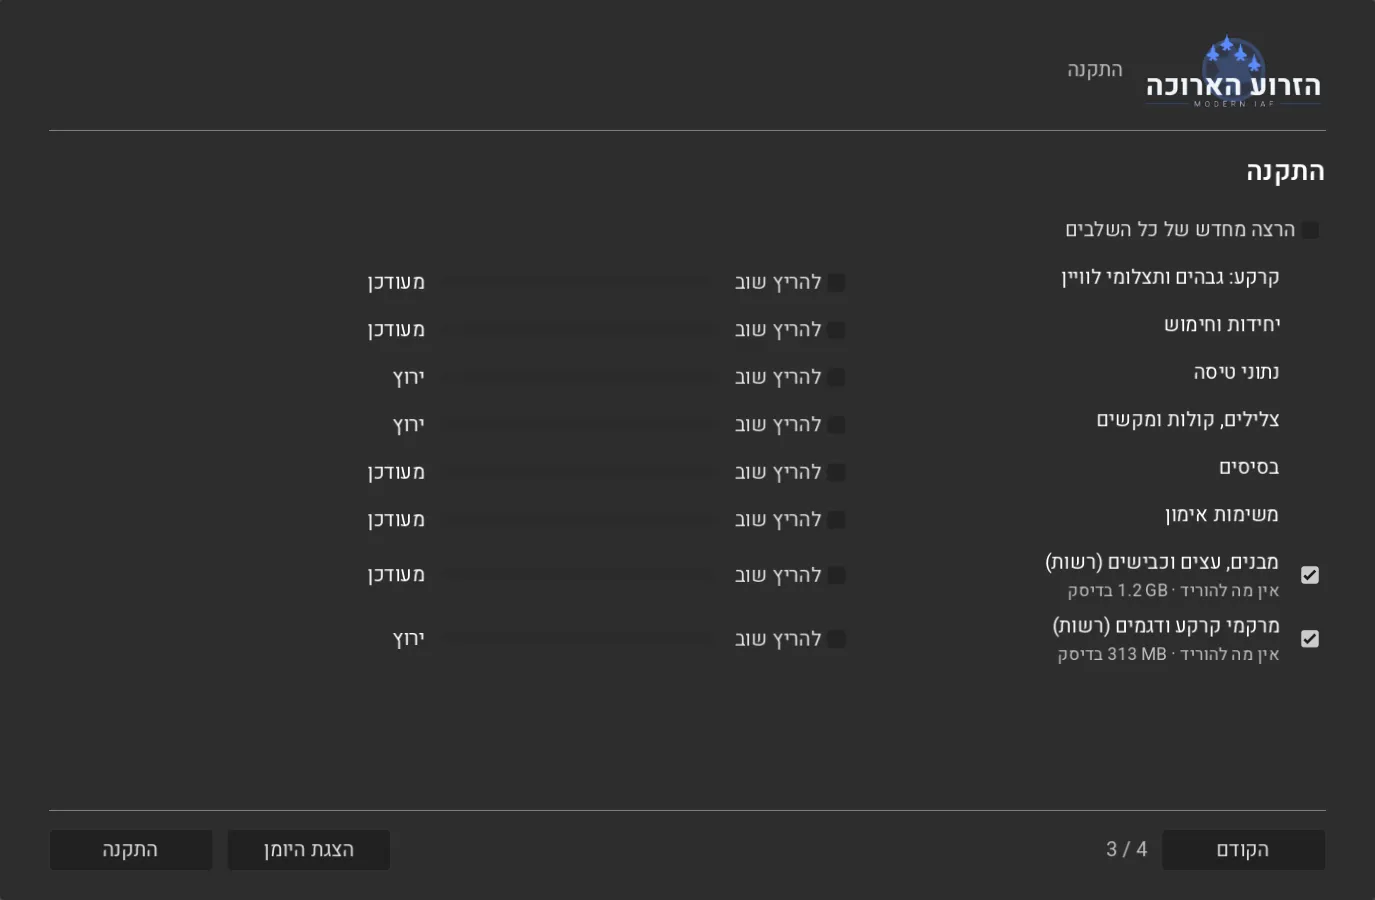 הזרוע הארוכה
MODERN IAF
התקנה
התקנה
הרצה מחדש של כל השלבים
קרקע: גבהים ותצלומי לוויין
להריץ שוב
מעודכן
יחידות וחימוש
להריץ שוב
מעודכן
נתוני טיסה
להריץ שוב
ירוץ
צלילים, קולות ומקשים
להריץ שוב
ירוץ
בסיסים
להריץ שוב
מעודכן
משימות אימון
להריץ שוב
מעודכן
מבנים, עצים וכבישים (רשות)
אין מה להוריד · 1.2 GB בדיסק
להריץ שוב
מעודכן
מרקמי קרקע ודגמים (רשות)
אין מה להוריד · 313 MB בדיסק
להריץ שוב
ירוץ
הקודם
3 / 4
הצגת היומן
התקנה